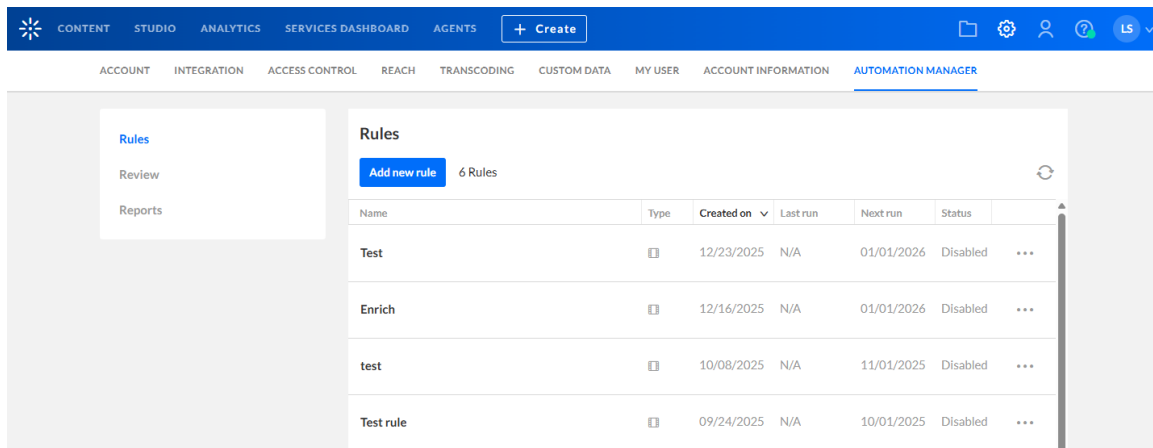 CONTENT STUDIO ANALYTICS SERVICES DASHBOARD AGENTS + Create LS
ACCOUNT INTEGRATION ACCESS CONTROL REACH TRANSCODING CUSTOM DATA MY USER ACCOUNT INFORMATION AUTOMATION MANAGER
Rules
Review
Reports
Rules
Add new rule 6 Rules
Name Type Created on Last run Next run Status
Test 12/23/2025 N/A 01/01/2026 Disabled
Enrich 12/16/2025 N/A 01/01/2026 Disabled
test 10/08/2025 N/A 11/01/2025 Disabled
Test rule 09/24/2025 N/A 10/01/2025 Disabled